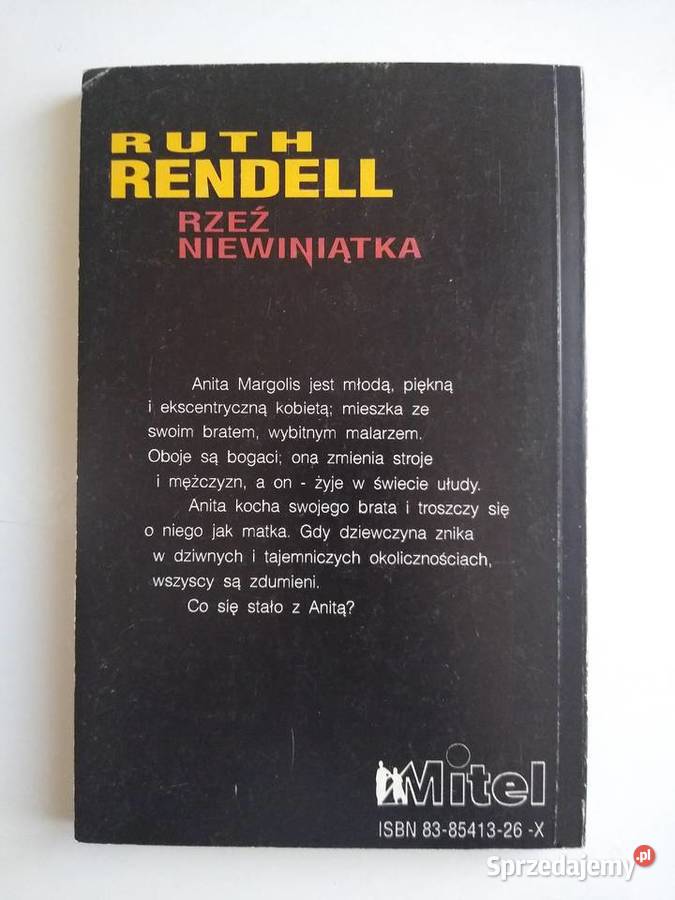 RUTH
RENDELL
RZEŹ
NIEWINIĄTKA
Anita Margolis jest młodą, piękną
i ekscentryczną kobietą; mieszka ze
swoim bratem, wybitnym malarzem.
Oboje są bogaci; ona zmienia stroje
i mężczyzn, a on - żyje w świecie ułudy.
Anita kocha swojego brata i troszczy się
o niego jak matka. Gdy dziewczyna znika
w dziwnych i tajemniczych okolicznościach,
wszyscy są zdumieni.
Co się stało z Anitą?
Mitel
ISBN 83-85413-26 -X
Sprzedajemy.pl